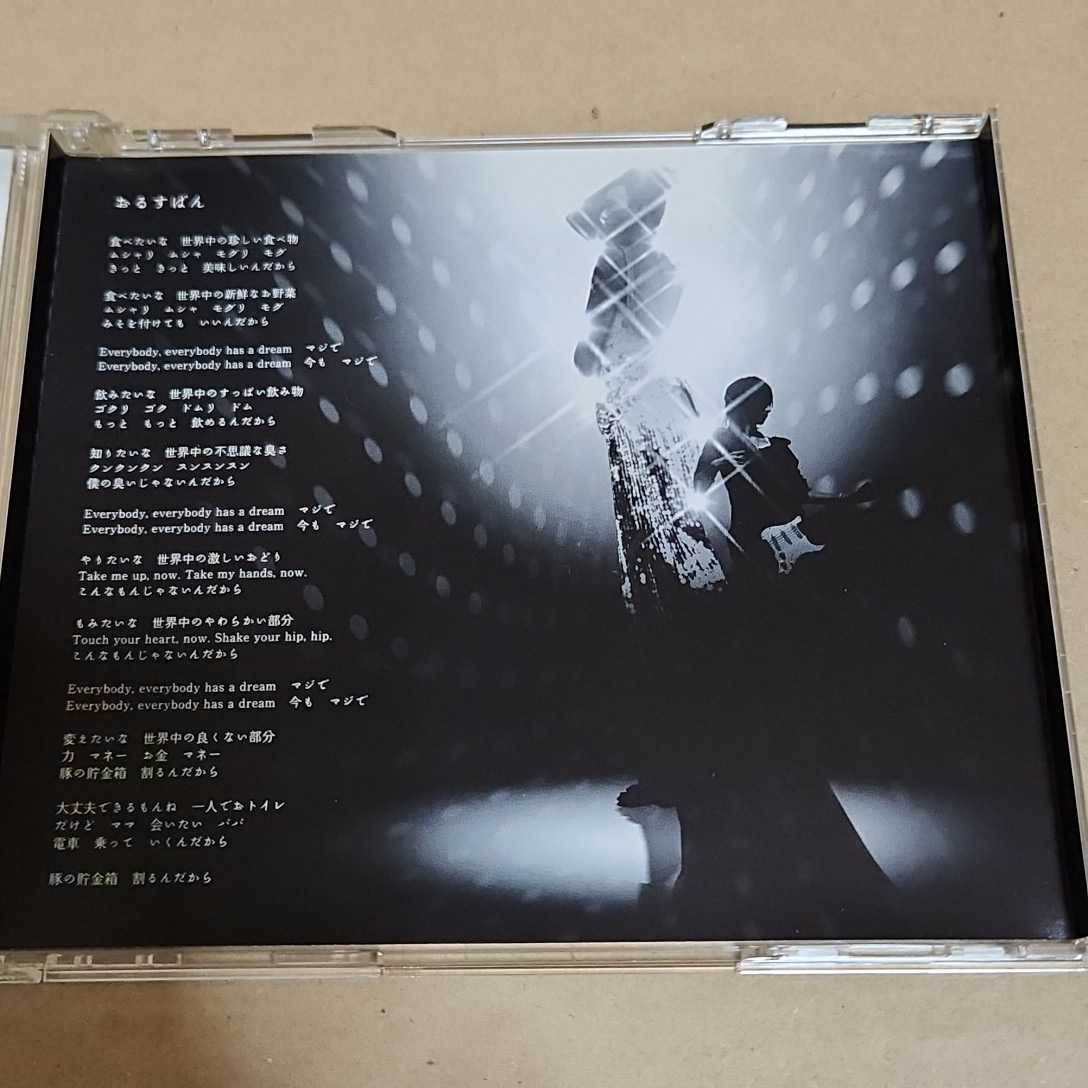 おるすばん
食べたいな　世界中の珍しい食べ物
ムシャリ　ムシャ　モグリ　モグ
きっと　きっと　美味しいんだから
食べたいな　世界中の新鮮なお野菜
ムシャリ　ムシャ　モグリ　モグ
みそを付けても　いいんだから
Everybody, everybody has a dream　マジで
Everybody, everybody has a dream　今も　マジで
飲みたいな　世界中のすっぱい飲み物
ゴクリ　ゴク　ドムリ　ドム
もっと　もっと　飲めるんだから
知りたいな　世界中の不思議な臭さ
クンクンクン　スンスンスン
僕の臭いじゃないんだから
Everybody, everybody has a dream　マジで
Everybody, everybody has a dream　今も　マジで
やりたいな　世界中の激しいおどり
Take me up, now. Take my hands, now.
こんなもんじゃないんだから
もみたいな　世界中のやわらかい部分
Touch your heart, now. Shake your hip, hip.
こんなもんじゃないんだから
Everybody, everybody has a dream　マジで
Everybody, everybody has a dream　今も　マジで
変えたいな　世界中の良くない部分
力　マネー　お金　マネー
豚の貯金箱　割るんだから
大丈夫できるもんね　一人でおトイレ
だけど　ママ　会いたい　パパ
電車　乗って　いくんだから
豚の貯金箱　割るんだから